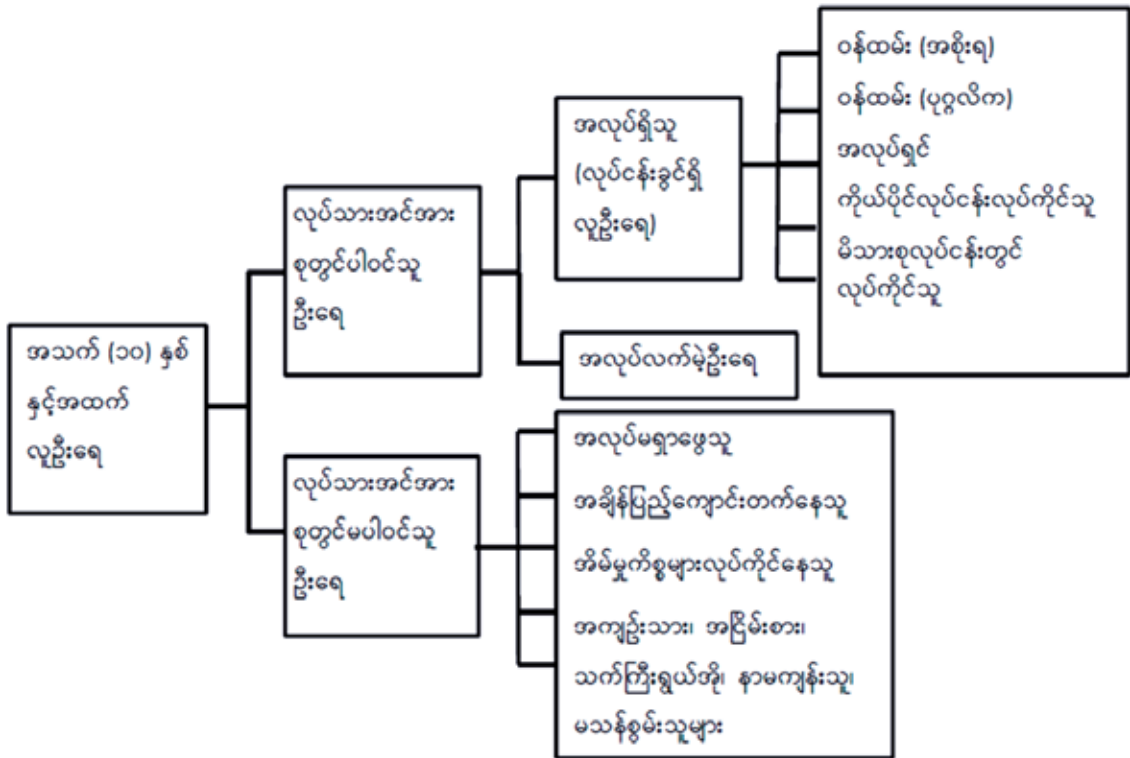 အသက် (၁၀) နှစ်
နှင့်အထက်
လူဦးရေ
လုပ်သားအင်အား
စုတွင်ပါဝင်သူ
ဦးရေ
လုပ်သားအင်အား
စုတွင်မပါဝင်သူ
ဦးရေ
အလုပ်ရှိသူ
(လုပ်ငန်းခွင်ရှိ
လူဦးရေ)
အလုပ်လက်မဲ့ဦးရေ
ဝန်ထမ်း (အစိုးရ)
ဝန်ထမ်း (ပုဂ္ဂလိက)
အလုပ်ရှင်
ကိုယ်ပိုင်လုပ်ငန်းလုပ်ကိုင်သူ
မိသားစုလုပ်ငန်းတွင်
လုပ်ကိုင်သူ
အလုပ်မရှာဖွေသူ
အချိန်ပြည့်ကျောင်းတက်နေသူ
အိမ်မှုကိစ္စများလုပ်ကိုင်နေသူ
အကျဉ်းသား၊ အငြိမ်းစား၊
သက်ကြီးရွယ်အို၊ နာမကျန်းသူ၊
မသန်စွမ်းသူများ